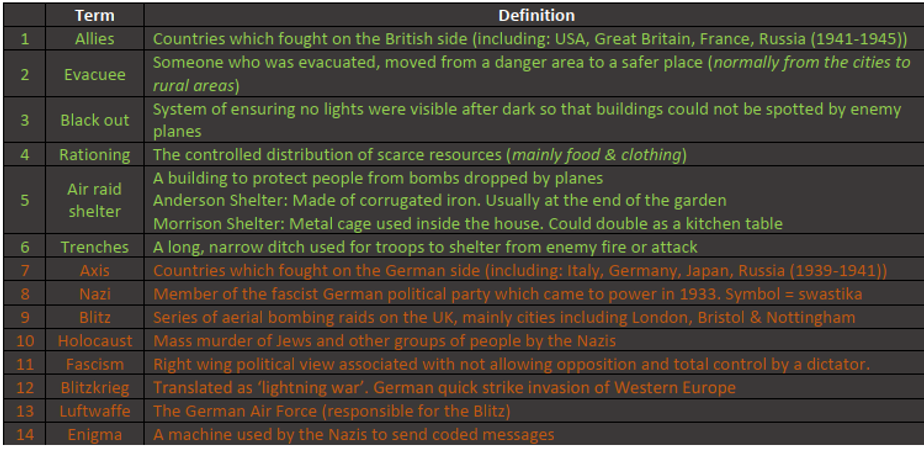 Term Definition
1 Allies Countries which fought on the British side (including: USA, Great Britain, France, Russia (1941-1945))
2 Evacuee Someone who was evacuated, moved from a danger area to a safer place (normally from the cities to
rural areas)
3 Black out System of ensuring no lights were visible after dark so that buildings could not be spotted by enemy
planes
4 Rationing The controlled distribution of scarce resources (mainly food & clothing)
5 Air raid shelter A building to protect people from bombs dropped by planes
Anderson Shelter: Made of corrugated iron. Usually at the end of the garden
Morrison Shelter: Metal cage used inside the house. Could double as a kitchen table
6 Trenches A long, narrow ditch used for troops to shelter from enemy fire or attack
7 Axis Countries which fought on the German side (including: Italy, Germany, Japan, Russia (1939-1941))
8 Nazi Member of the fascist German political party which came to power in 1933. Symbol = swastika
9 Blitz Series of aerial bombing raids on the UK, mainly cities including London, Bristol & Nottingham
10 Holocaust Mass murder of Jews and other groups of people by the Nazis
11 Fascism Right wing political view associated with not allowing opposition and total control by a dictator.
12 Blitzkrieg Translated as ‘lightning war’. German quick strike invasion of Western Europe
13 Luftwaffe The German Air Force (responsible for the Blitz)
14 Enigma A machine used by the Nazis to send coded messages